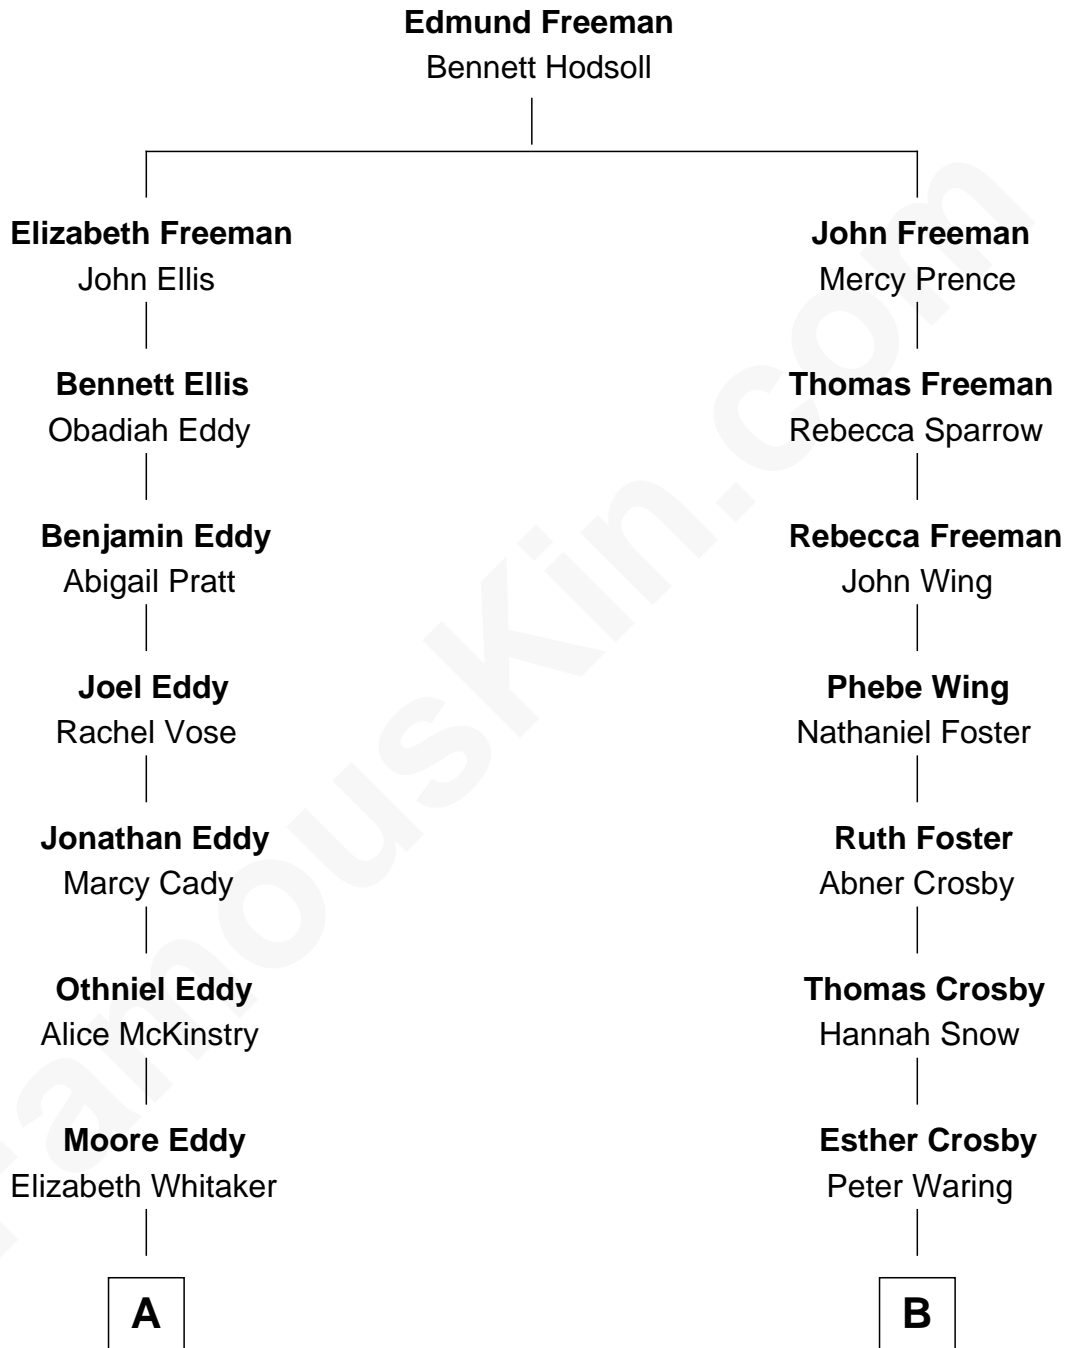 Edmund Freeman
Bennett Hodsoll
Elizabeth Freeman
John Ellis
John Freeman
Mercy Prence
Bennett Ellis
Obadiah Eddy
Thomas Freeman
Rebecca Sparrow
Benjamin Eddy
Abigail Pratt
Rebecca Freeman
John Wing
Joel Eddy
Rachel Vose
Phebe Wing
Nathaniel Foster
Jonathan Eddy
Marcy Cady
Ruth Foster
Abner Crosby
Othniel Eddy
Alice McKinstry
Thomas Crosby
Hannah Snow
Moore Eddy
Elizabeth Whitaker
Esther Crosby
Peter Waring
A
B
FamousKin.com